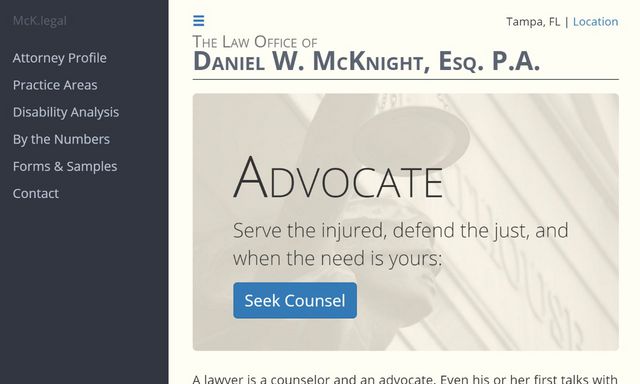 McK.legal
Attorney Profile
Practice Areas
Disability Analysis
By the Numbers
Forms & Samples
Contact
Tampa, FL | Location
The Law Office of
Daniel W. McKnight, Esq. P.A.
Advocate
Serve the injured, defend the just, and
when the need is yours:
Seek Counsel
A lawyer is a counselor and an advocate. Even his or her first talks with